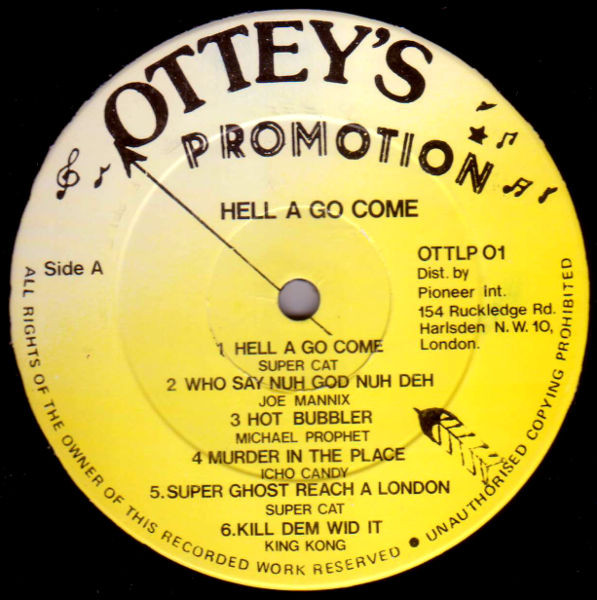 OTTEY'S
PROMOTION
HELL A GO COME
Side A
OTTLP 01
Dist. by
Pioneer Int.
154 Ruckledge Rd.
Harlsden N.W. 10,
London.
1 HELL A GO COME
SUPER CAT
2 WHO SAY NUH GOD NUH DEH
JOE MANNIX
3 HOT BUBBLER
MICHAEL PROPHET
4 MURDER IN THE PLACE
ICHO CANDY
5.SUPER GHOST REACH A LONDON
SUPER CAT
6.KILL DEM WID IT
KING KONG
ALL RIGHTS OF THE OWNER OF THIS RECORDED WORK RESERVED ● UNAUTHORISED COPYING PROHIBITED